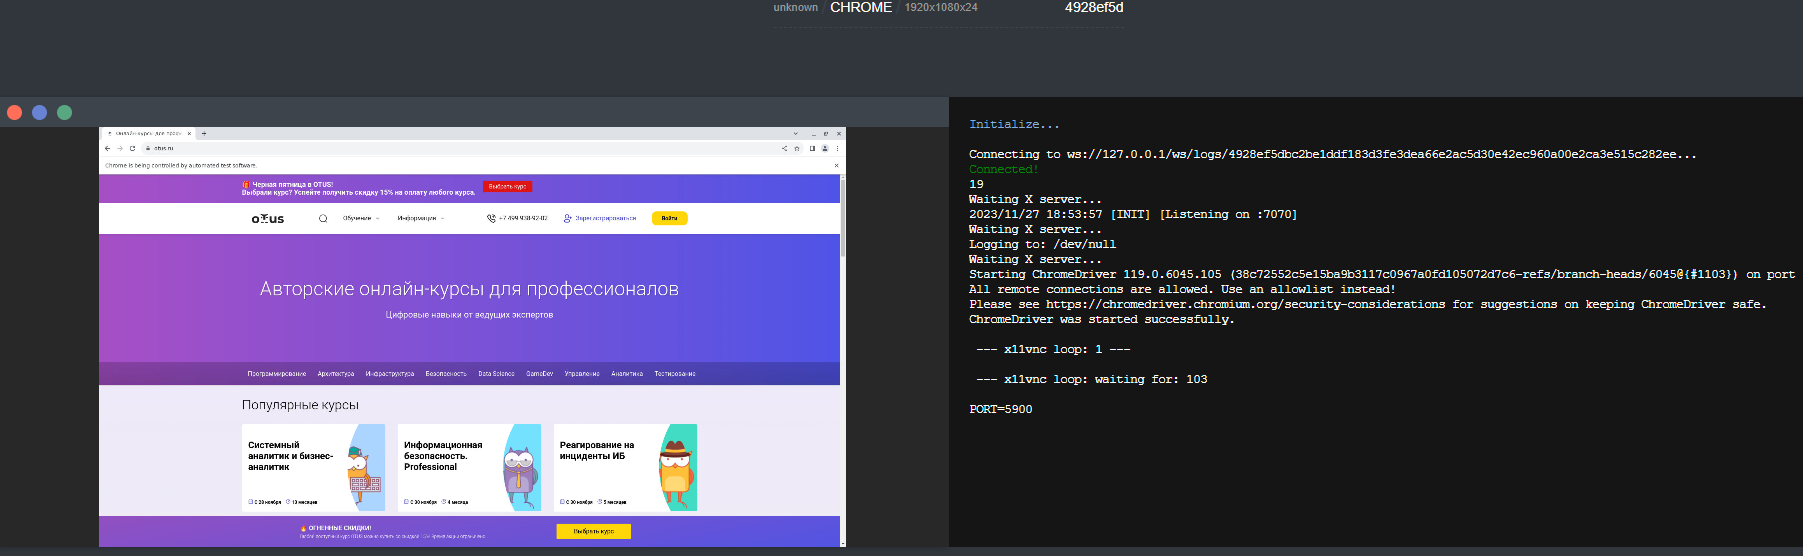 unknown / CHROME / 1920x1080x24 4928ef5d
Онлайн-курсы для профе
otus.ru
Chrome is being controlled by automated test software.
Черная пятница в OTUS!
Выбрали курс? Успейте получить скидку 15% на оплату любого курса.
Выбрать курс
OTUS Обучение Информация +7 499 938-92-02 Зарегистрироваться Войти
Авторские онлайн-курсы для профессионалов
Цифровые навыки от ведущих экспертов
Программирование Архитектура Инфраструктура Безопасность Data Science GameDev Управление Аналитика Тестирование
Популярные курсы
Системный
аналитик и бизнес-
аналитик
С 28 ноября
Информационная
безопасность.
Professional
С 30 ноября 4 месяца
Реагирование на
инциденты ИБ
С 30 ноября 5 месяцев
ОГНЕННЫЕ СКИДКИ!
Выбрать курс
Initialize...
Connecting to ws://127.0.0.1/ws/logs/4928ef5dbc2be1ddf183d3fe3dea66e2ac5d30e42ec960a00e2ca3e515c282ee...
Connected!
19
Waiting X server...
2023/11/27 18:53:57 [INIT] [Listening on :7070]
Waiting X server...
Logging to: /dev/null
Waiting X server...
Starting ChromeDriver 119.0.6045.105 (38c72552c5e15ba9b3117c0967a0fd105072d7c6-refs/branch-heads/6045@{#1103}) on port
All remote connections are allowed. Use an allowlist instead!
Please see https://chromedriver.chromium.org/security-considerations for suggestions on keeping ChromeDriver safe.
ChromeDriver was started successfully.
--- x11vnc loop: 1 ---
--- x11vnc loop: waiting for: 103
PORT=5900